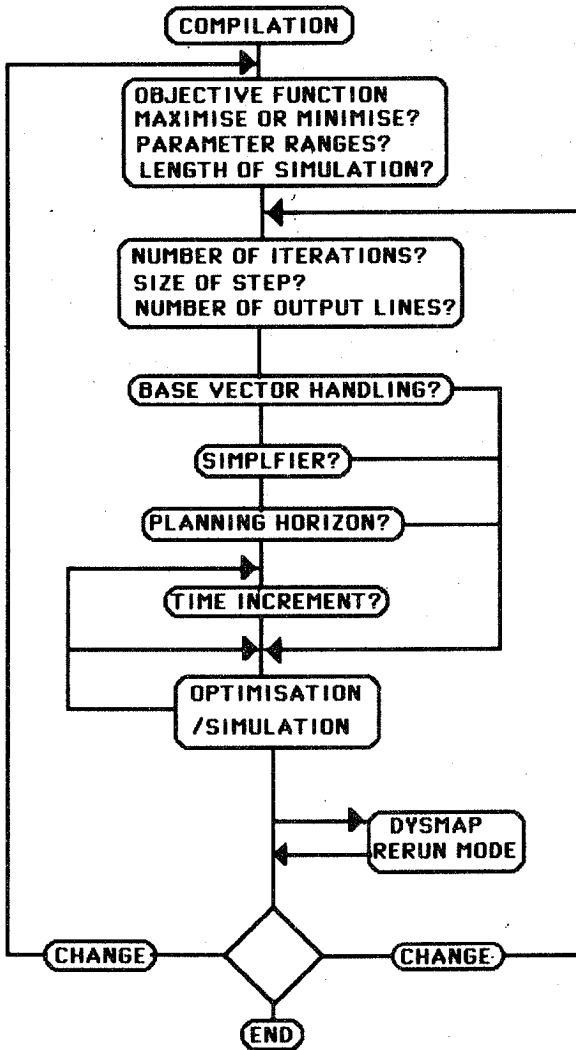 COMPILATION
OBJECTIVE FUNCTION
MAXIMISE OR MINIMISE?
PARAMETER RANGES?
LENGTH OF SIMULATION?
NUMBER OF ITERATIONS?
SIZE OF STEP?
NUMBER OF OUTPUT LINES?
BASE VECTOR HANDLING?
SIMPLFIER?
PLANNING HORIZON?
TIME INCREMENT?
OPTIMISATION
/SIMULATION
DYSMAP
RERUN MODE
CHANGE
CHANGE
END